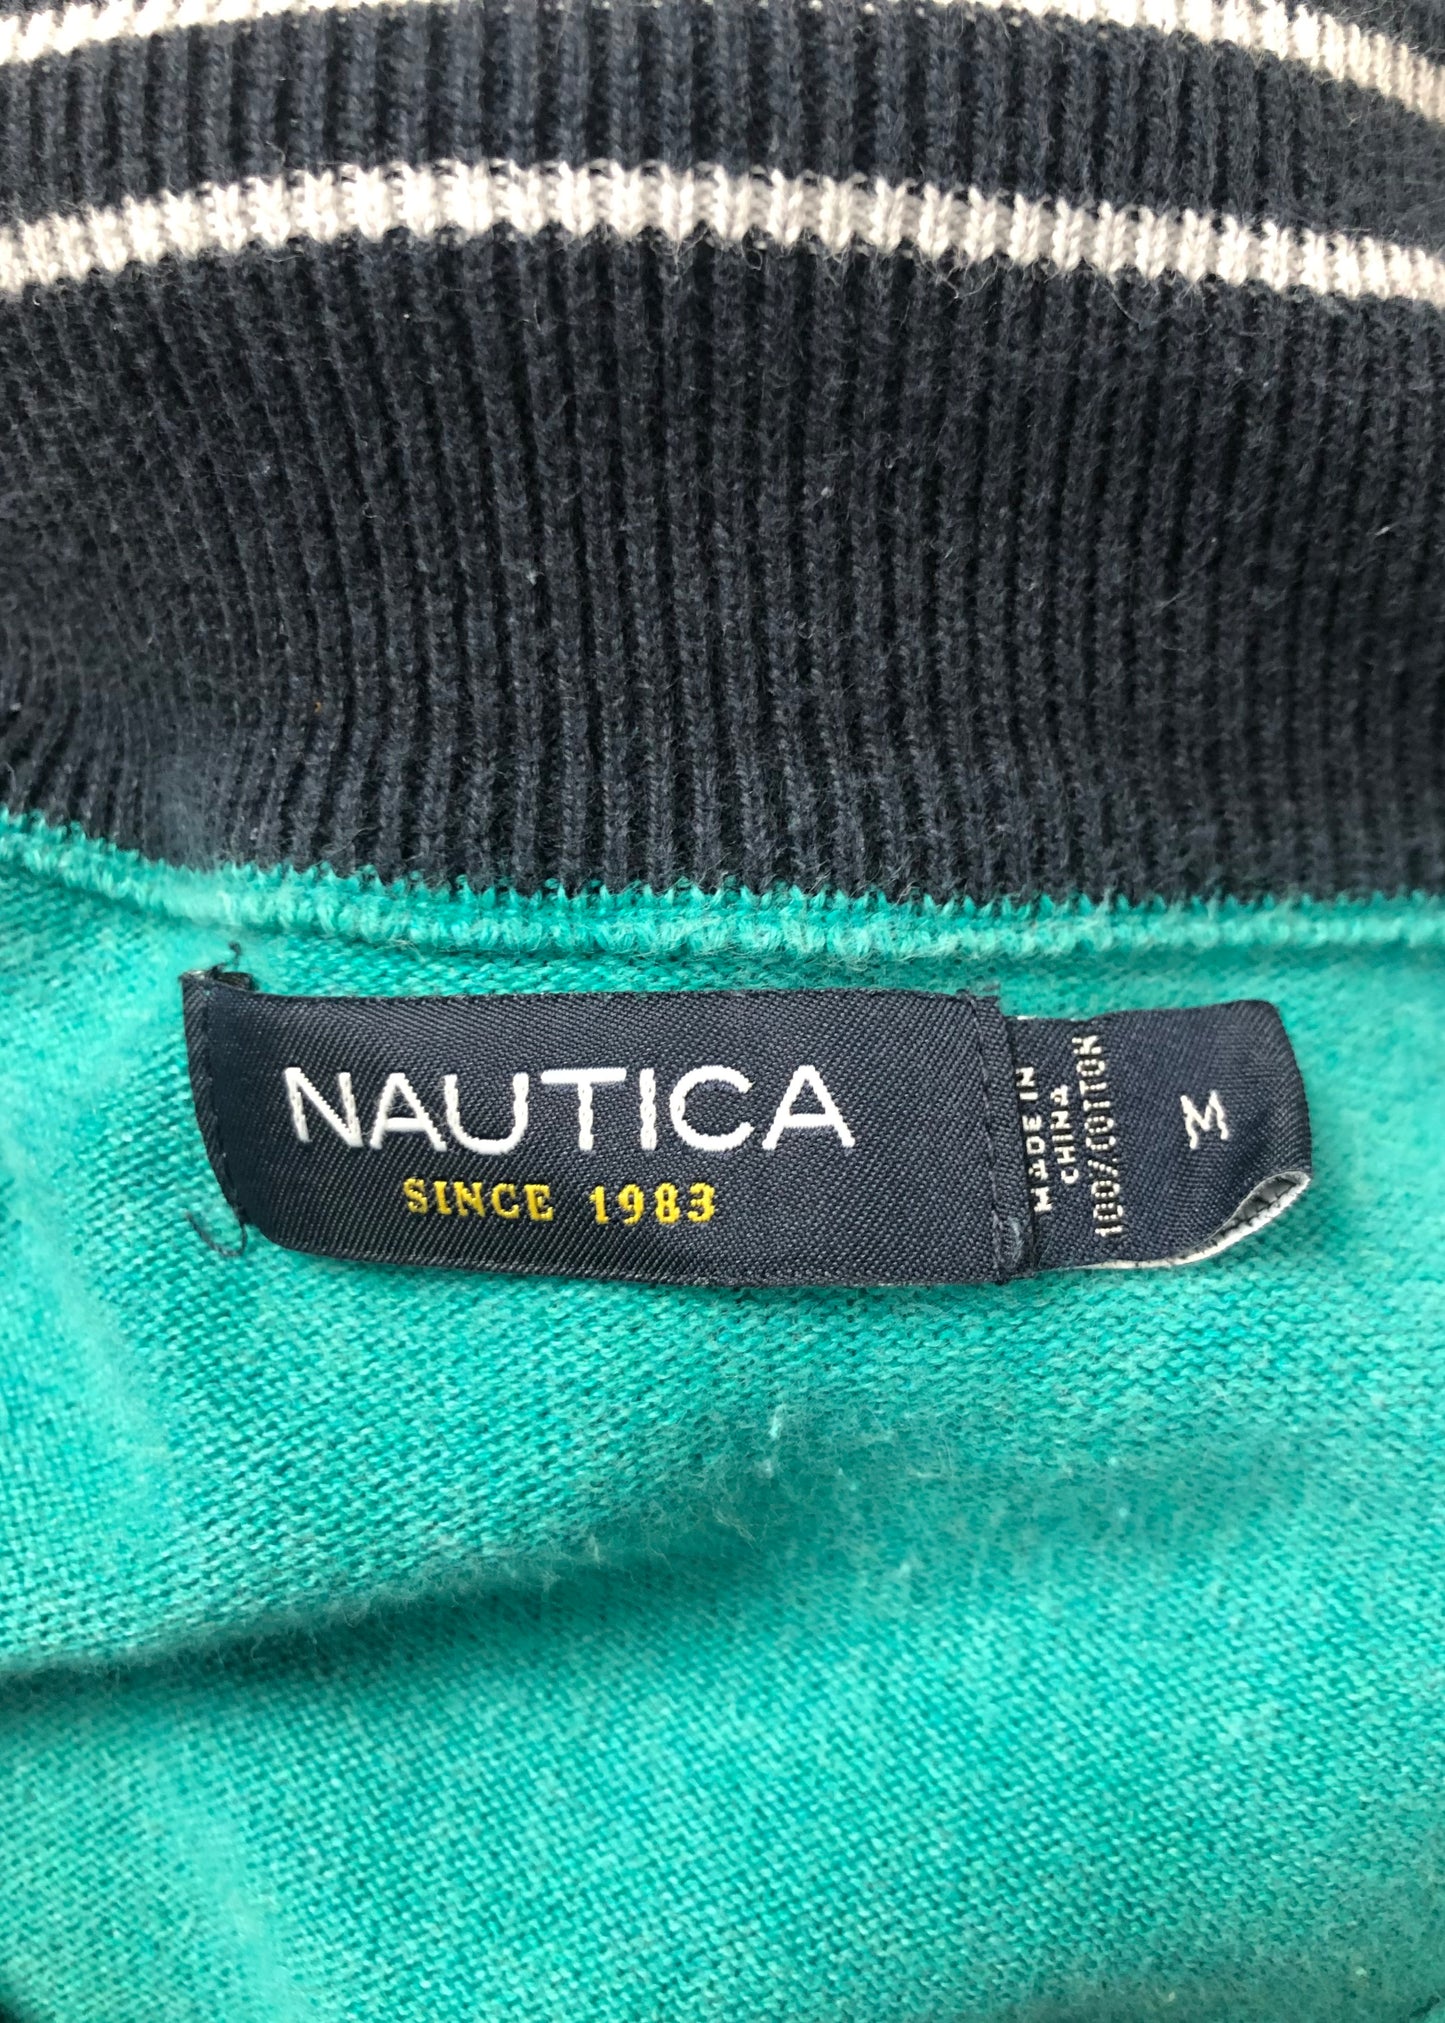 NAUTICA
SINCE 1983
MADE IN
CHINA
100/COTTON
M